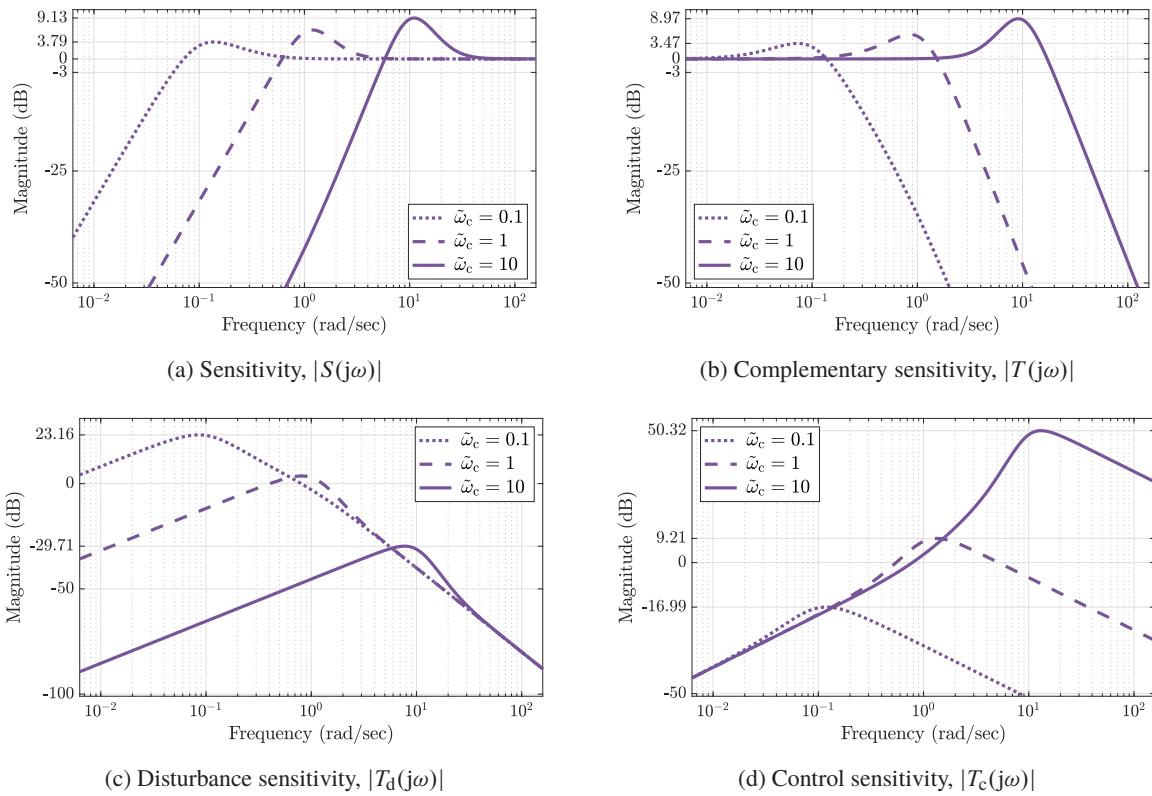 9.13
3.79
0
-3
-25
-50
Magnitude (dB)
ω̃c = 0.1
ω̃c = 1
ω̃c = 10
10⁻² 10⁻¹ 10⁰ 10¹ 10²
Frequency (rad/sec)
(a) Sensitivity, |S(jω)|
8.97
3.47
0
-3
-25
-50
Magnitude (dB)
ω̃c = 0.1
ω̃c = 1
ω̃c = 10
10⁻² 10⁻¹ 10⁰ 10¹ 10²
Frequency (rad/sec)
(b) Complementary sensitivity, |T(jω)|
23.16
0
-29.71
-50
-100
Magnitude (dB)
ω̃c = 0.1
ω̃c = 1
ω̃c = 10
10⁻² 10⁻¹ 10⁰ 10¹ 10²
Frequency (rad/sec)
(c) Disturbance sensitivity, |Td(jω)|
50.32
9.21
0
-16.99
-50
Magnitude (dB)
ω̃c = 0.1
ω̃c = 1
ω̃c = 10
10⁻² 10⁻¹ 10⁰ 10¹ 10²
Frequency (rad/sec)
(d) Control sensitivity, |Tc(jω)|